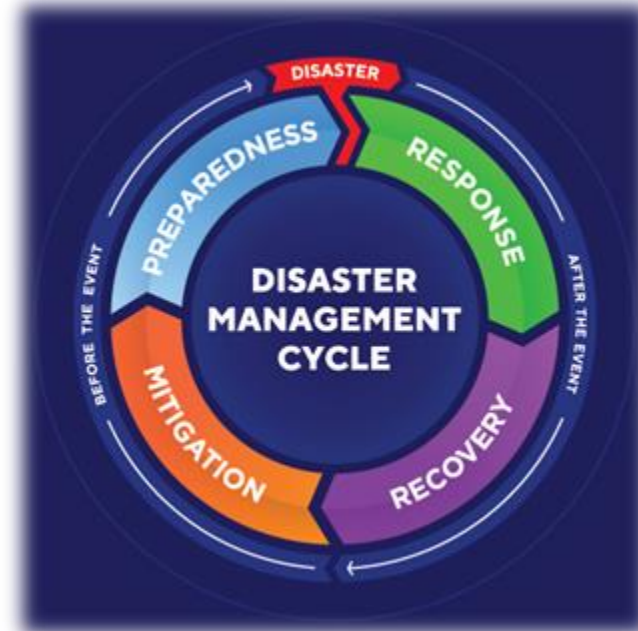 DISASTER
PREPAREDNESS
RESPONSE
BEFORE THE EVENT
DISASTER
MANAGEMENT
CYCLE
AFTER THE EVENT
MITIGATION
RECOVERY